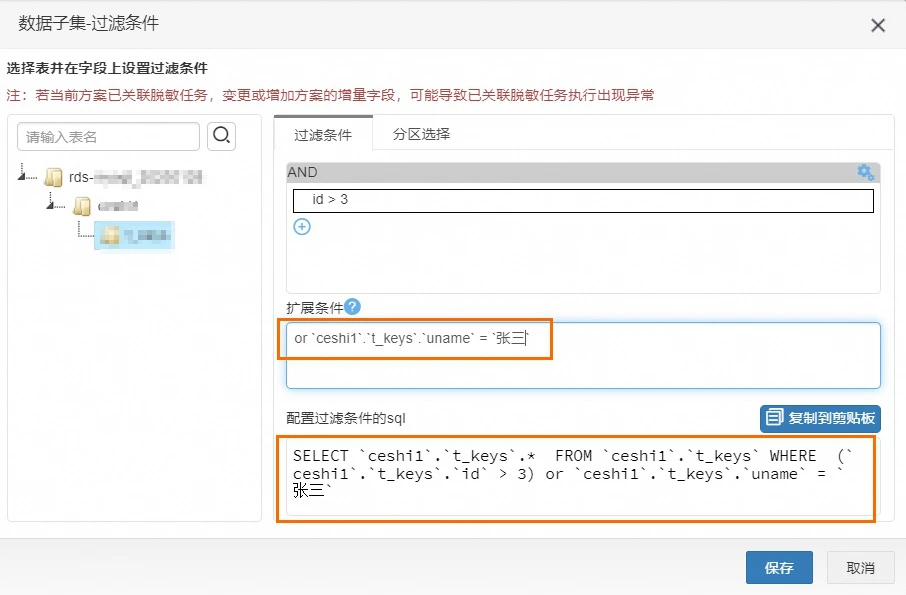 数据子集-过滤条件
选择表并在字段上设置过滤条件
注：若当前方案已关联脱敏任务，变更或增加方案的增量字段，可能导致已关联脱敏任务执行出现异常
请输入表名
rds-
过滤条件
分区选择
AND
id > 3
扩展条件
?
or `ceshi1`.`t_keys`.`uname` = `张三`
配置过滤条件的sql
复制到剪贴板
SELECT `ceshi1`.`t_keys`.*  FROM `ceshi1`.`t_keys` WHERE  (`
ceshi1`.`t_keys`.`id` > 3) or `ceshi1`.`t_keys`.`uname` = `
张三`
保存
取消